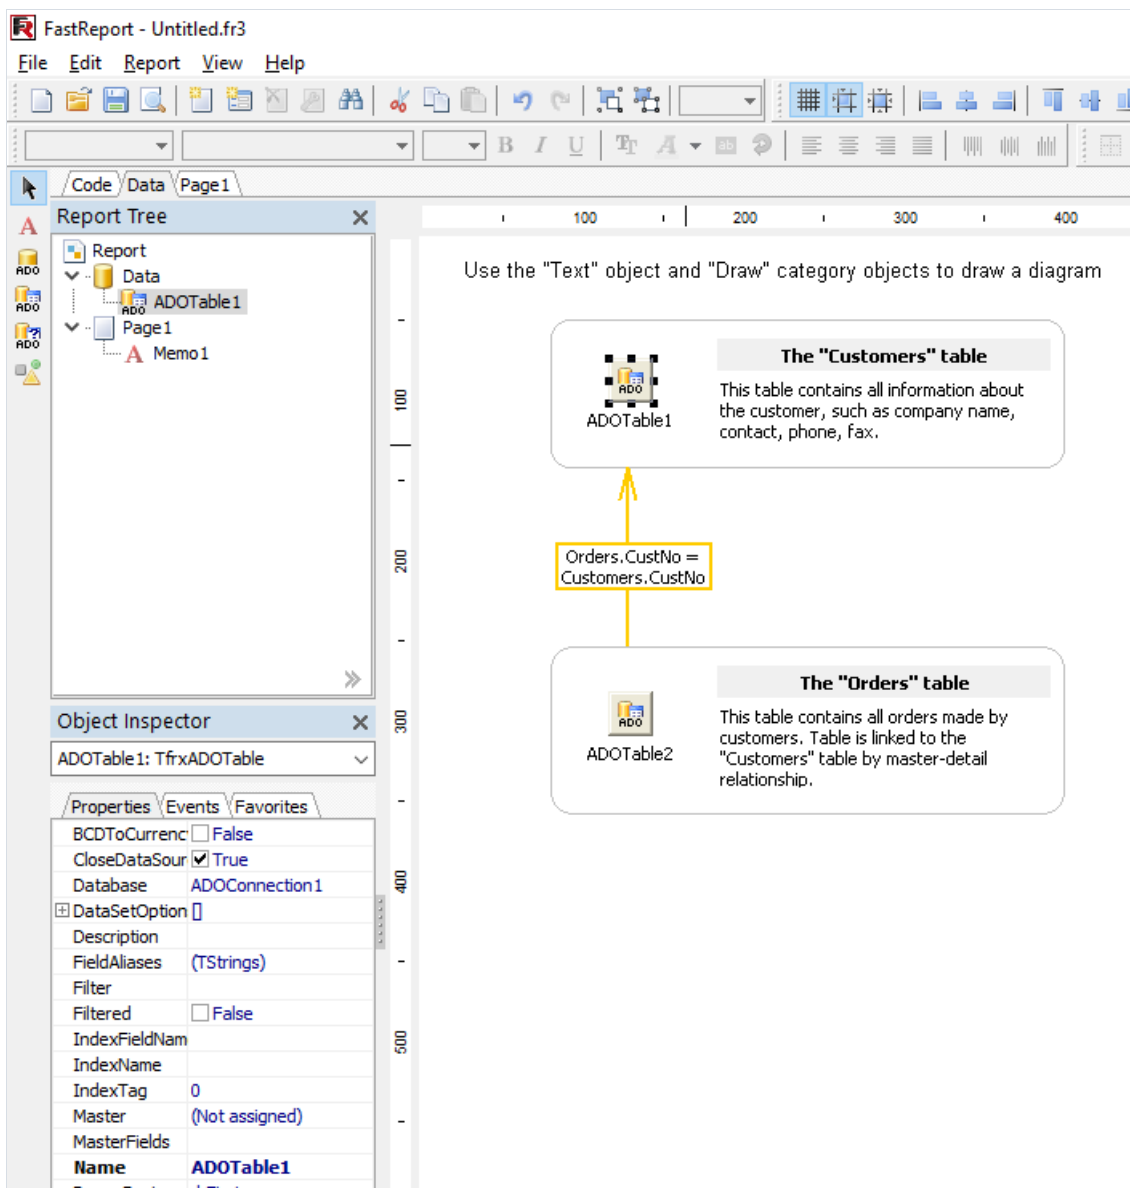 FastReport - Untitled.fr3
File Edit Report View Help
B I U
Code Data Page1
Report Tree
Report
Data
ADOTable1
Page1
Memo1
100 200 300 400
Use the "Text" object and "Draw" category objects to draw a diagram
ADO
ADOTable1
The "Customers" table
This table contains all information about
the customer, such as company name,
contact, phone, fax.
Orders.CustNo =
Customers.CustNo
ADO
ADOTable2
The "Orders" table
This table contains all orders made by
customers. Table is linked to the
"Customers" table by master-detail
relationship.
100
200
300
400
500
ADO
ADO
ADO
Object Inspector
ADOTable1: TfrxADOTable
Properties Events Favorites
BCDToCurrenc False
CloseDataSour True
Database ADOConnection1
DataSetOption []
Description
FieldAliases (TStrings)
Filter
Filtered False
IndexFieldNam
IndexName
IndexTag 0
Master (Not assigned)
MasterFields
Name ADOTable1